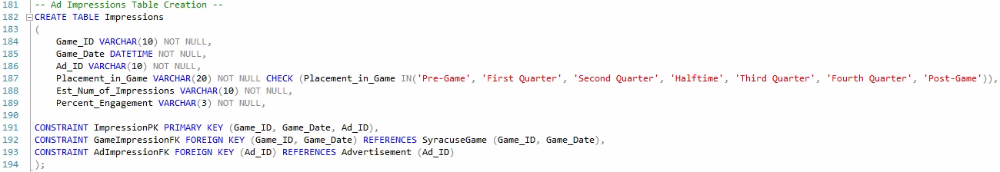 181 -- Ad Impressions Table Creation --
182 CREATE TABLE Impressions
183 (
184 Game_ID VARCHAR(10) NOT NULL,
185 Game_Date DATETIME NOT NULL,
186 Ad_ID VARCHAR(10) NOT NULL,
187 Placement_in_Game VARCHAR(20) NOT NULL CHECK (Placement_in_Game IN('Pre-Game', 'First Quarter', 'Second Quarter', 'Halftime', 'Third Quarter', 'Fourth Quarter', 'Post-Game')),
188 Est_Num_of_Impressions VARCHAR(10) NOT NULL,
189 Percent_Engagement VARCHAR(3) NOT NULL,
190
191 CONSTRAINT ImpressionPK PRIMARY KEY (Game_ID, Game_Date, Ad_ID),
192 CONSTRAINT GameImpressionFK FOREIGN KEY (Game_ID, Game_Date) REFERENCES SyracuseGame (Game_ID, Game_Date),
193 CONSTRAINT AdImpressionFK FOREIGN KEY (Ad_ID) REFERENCES Advertisement (Ad_ID)
194 );